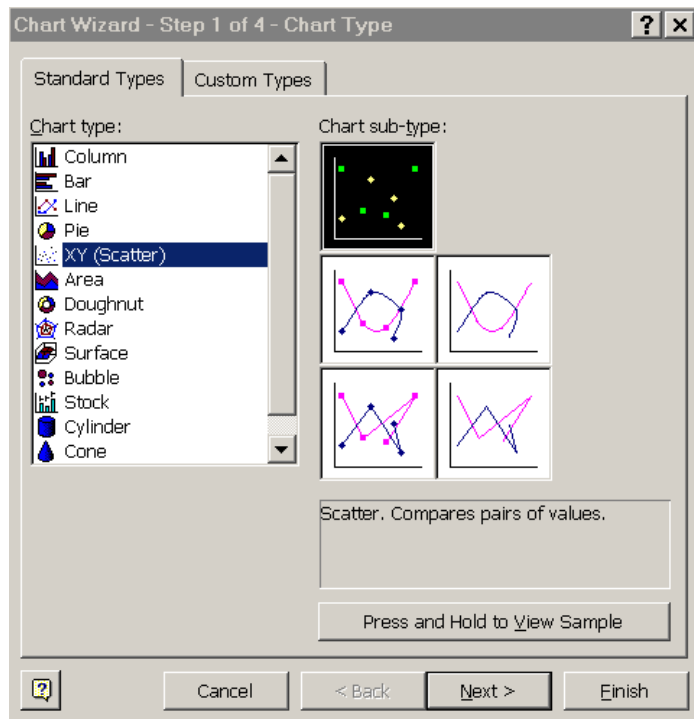 Chart Wizard - Step 1 of 4 - Chart Type
Standard Types
Custom Types
Chart type:
Column
Bar
Line
Pie
XY (Scatter)
Area
Doughnut
Radar
Surface
Bubble
Stock
Cylinder
Cone
Chart sub-type:
Scatter. Compares pairs of values.
Press and Hold to View Sample
Cancel
< Back
Next >
Finish